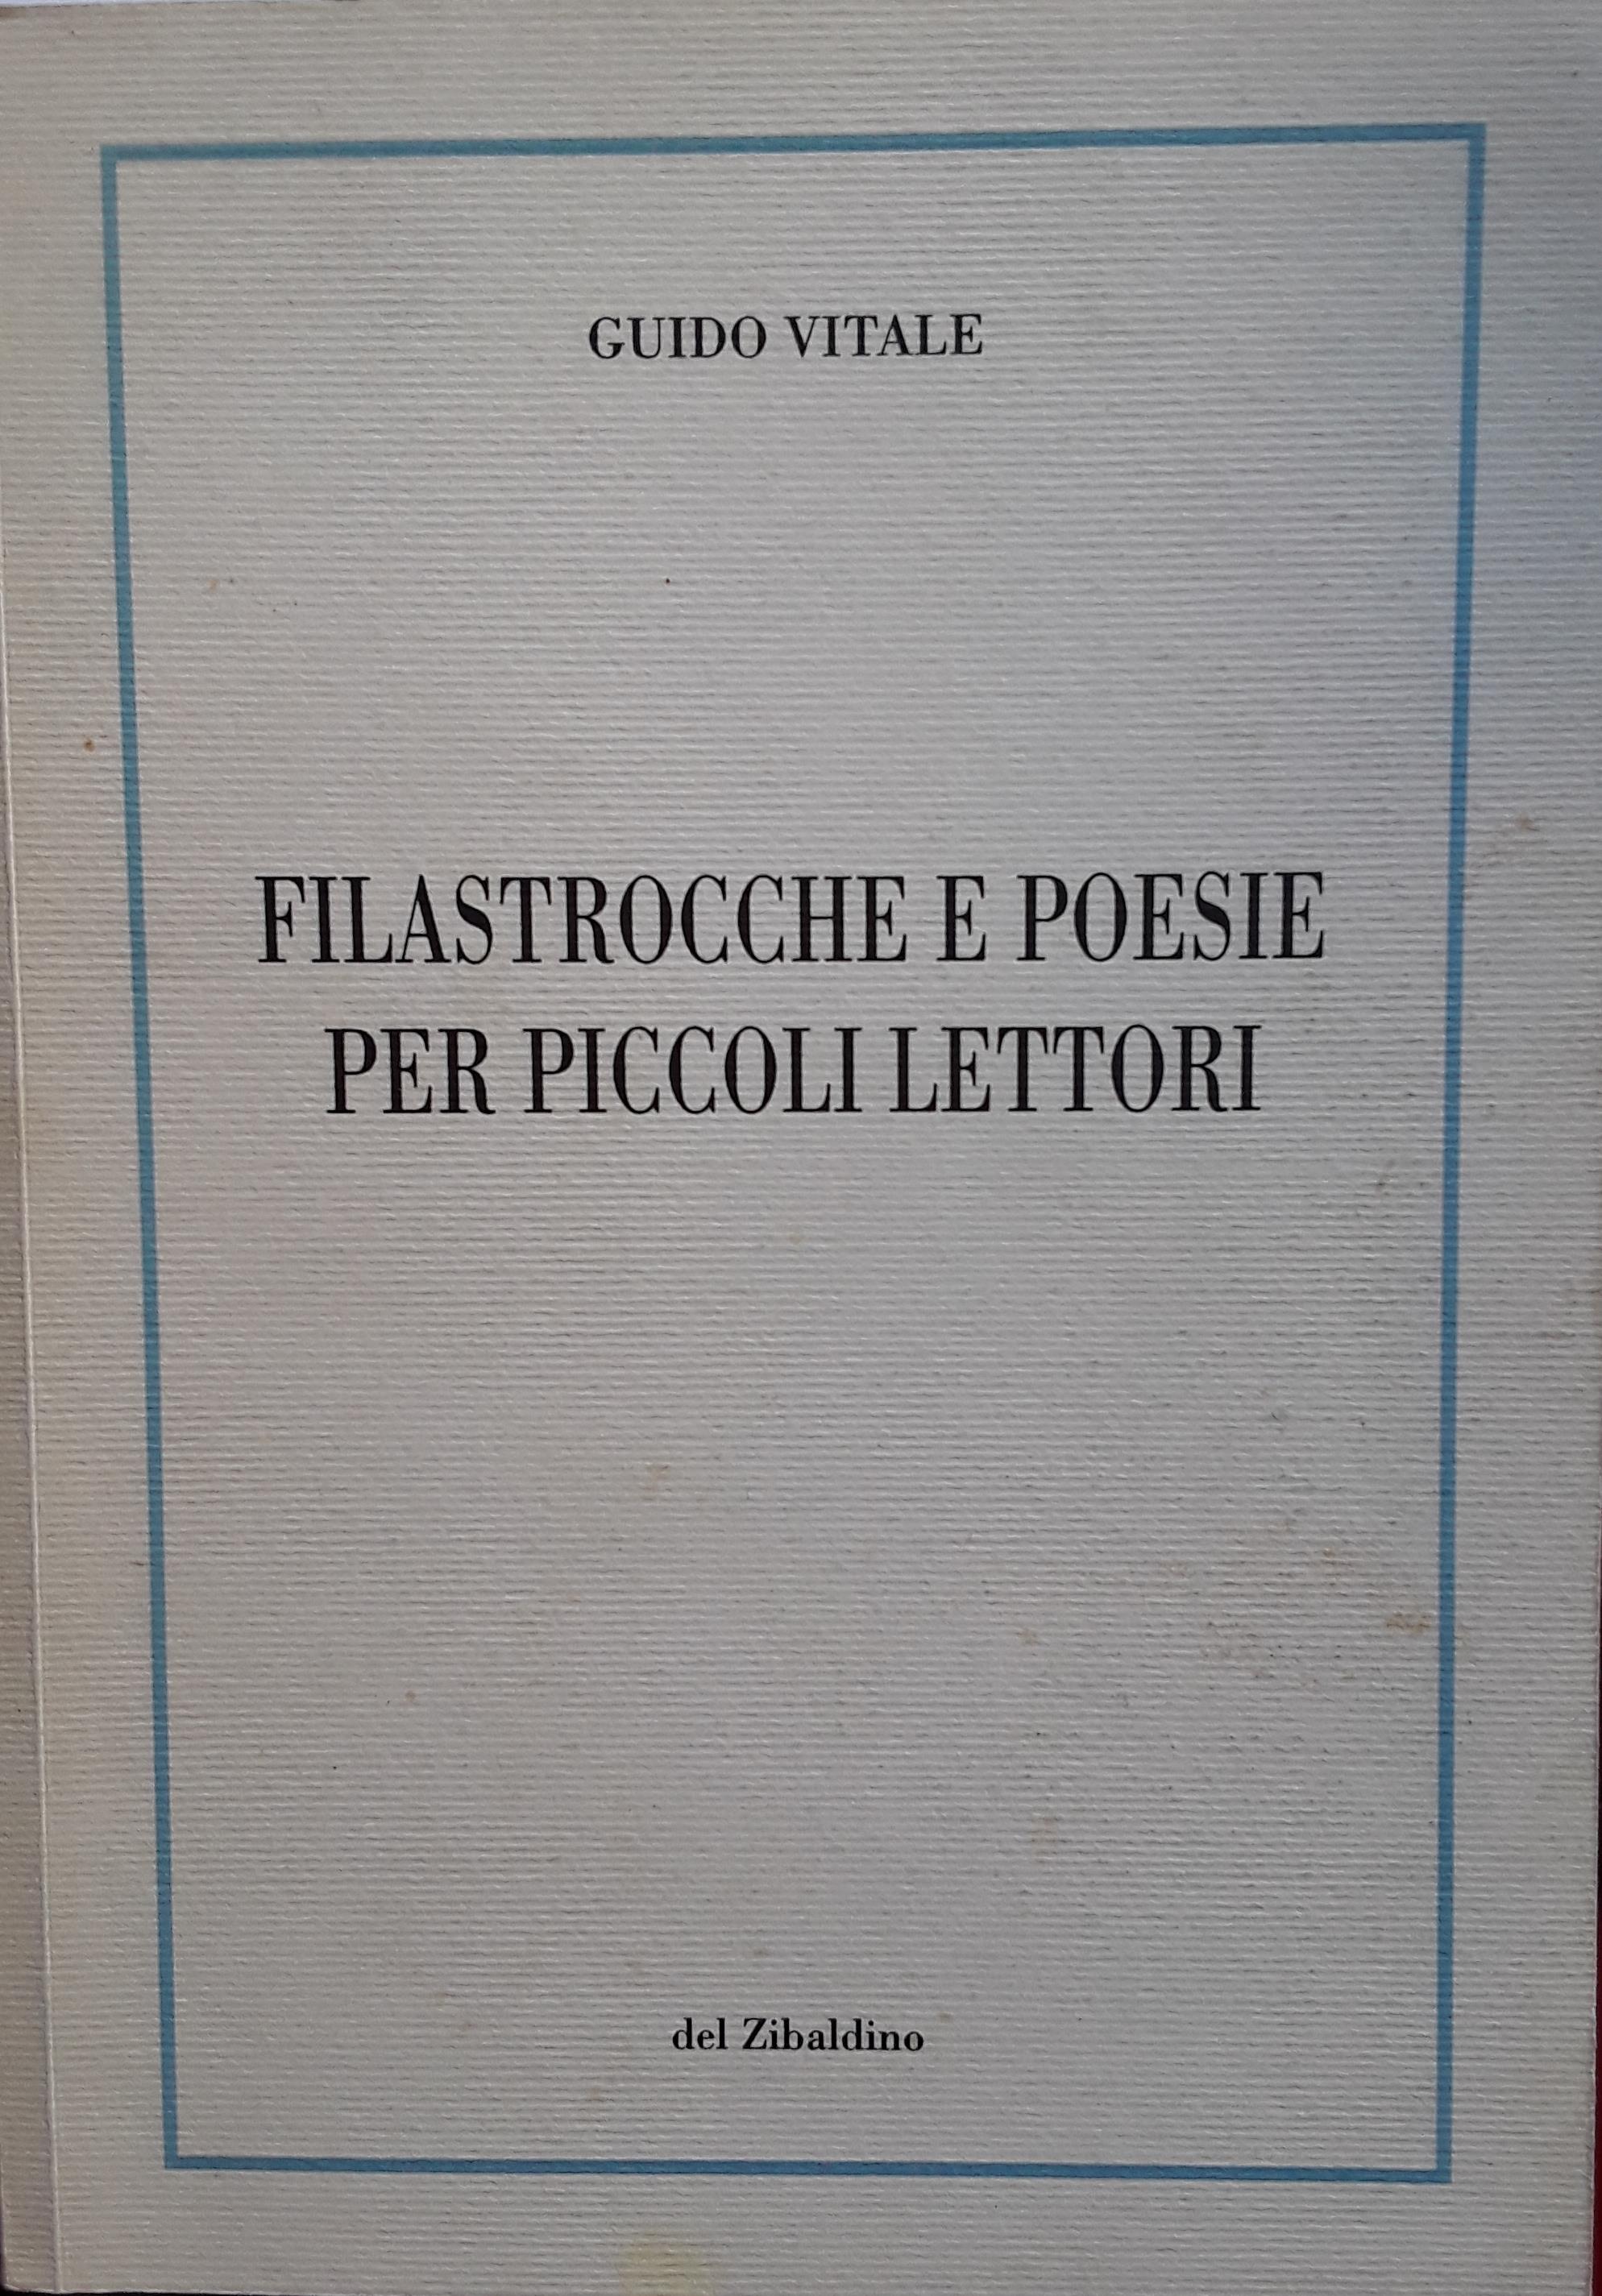 GUIDO VITALE
FILASTROCCHE E POESIE
PER PICCOLI LETTORI
del Zibaldino